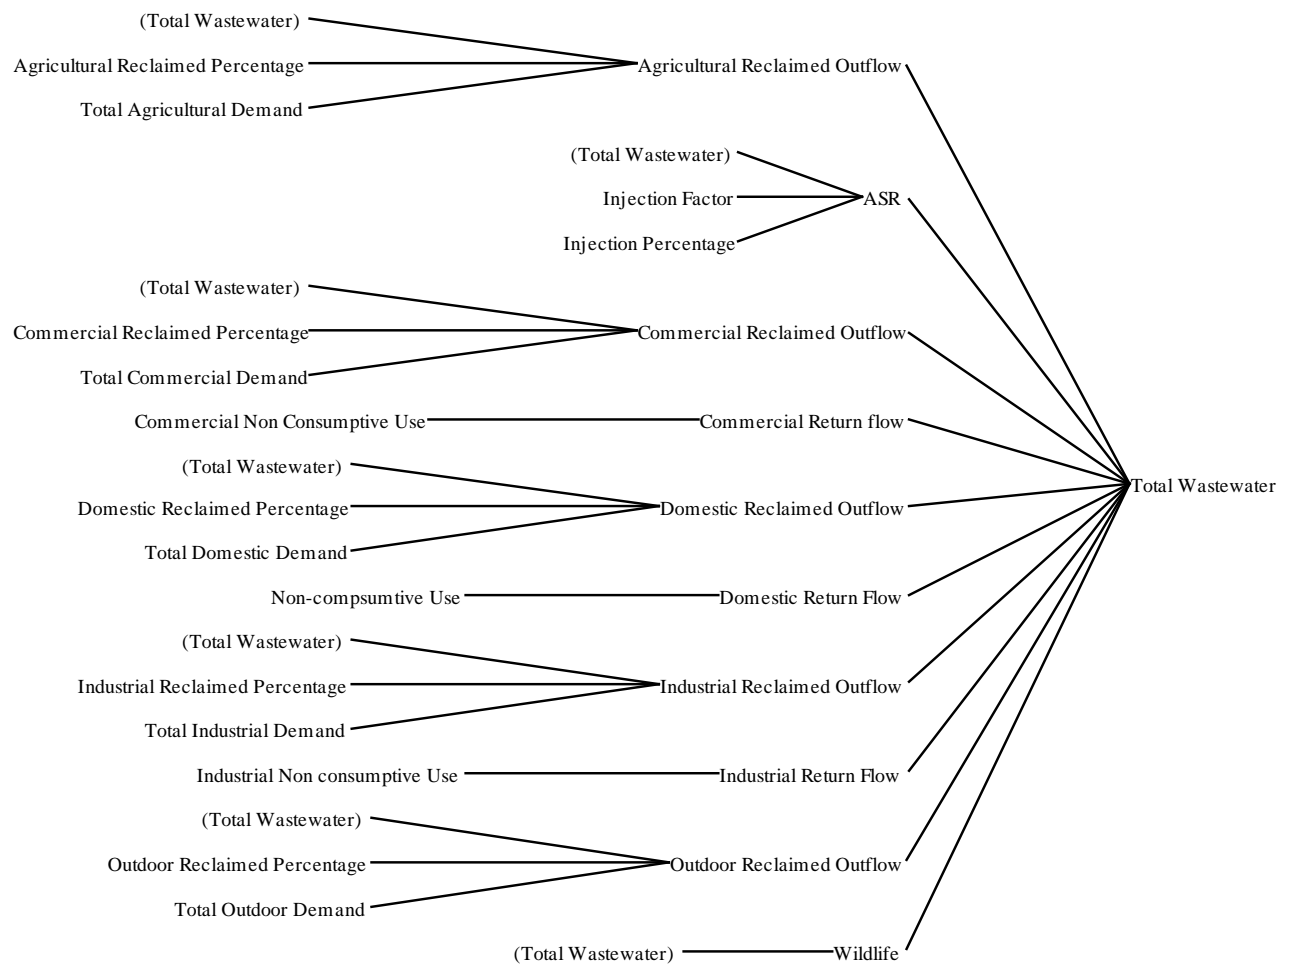 (Total Wastewater)
Agricultural Reclaimed Percentage
Agricultural Reclaimed Outflow
Total Agricultural Demand
(Total Wastewater)
Injection Factor
ASR
Injection Percentage
(Total Wastewater)
Commercial Reclaimed Percentage
Commercial Reclaimed Outflow
Total Commercial Demand
Commercial Non Consumptive Use
Commercial Return flow
(Total Wastewater)
Total Wastewater
Domestic Reclaimed Percentage
Domestic Reclaimed Outflow
Total Domestic Demand
Non-compsumtive Use
Domestic Return Flow
(Total Wastewater)
Industrial Reclaimed Percentage
Industrial Reclaimed Outflow
Total Industrial Demand
Industrial Non consumptive Use
Industrial Return Flow
(Total Wastewater)
Outdoor Reclaimed Percentage
Outdoor Reclaimed Outflow
Total Outdoor Demand
(Total Wastewater)
Wildlife